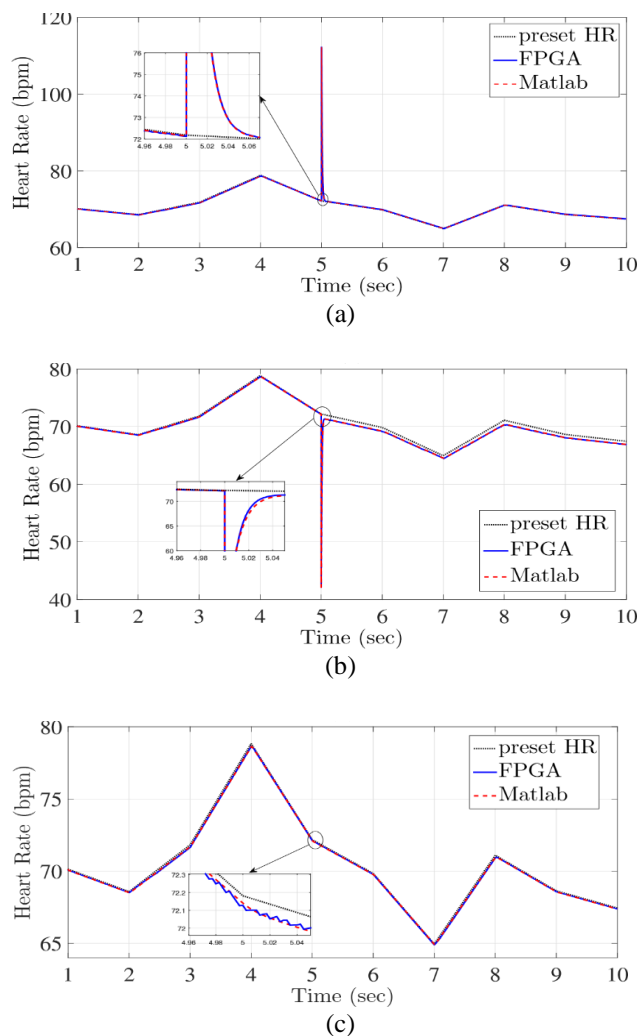 120
100
80
60
Heart Rate (bpm)
preset HR
FPGA
Matlab
76
75
74
73
72
4.96 4.98 5 5.02 5.04 5.06
1 2 3 4 5 6 7 8 9 10
Time (sec)
(a)
80
70
60
50
40
Heart Rate (bpm)
70
65
60
4.96 4.98 5 5.02 5.04
preset HR
FPGA
Matlab
1 2 3 4 5 6 7 8 9 10
Time (sec)
(b)
80
75
70
65
Heart Rate (bpm)
preset HR
FPGA
Matlab
72.3
72.2
72.1
72
4.96 4.98 5 5.02 5.04
1 2 3 4 5 6 7 8 9 10
Time (sec)
(c)